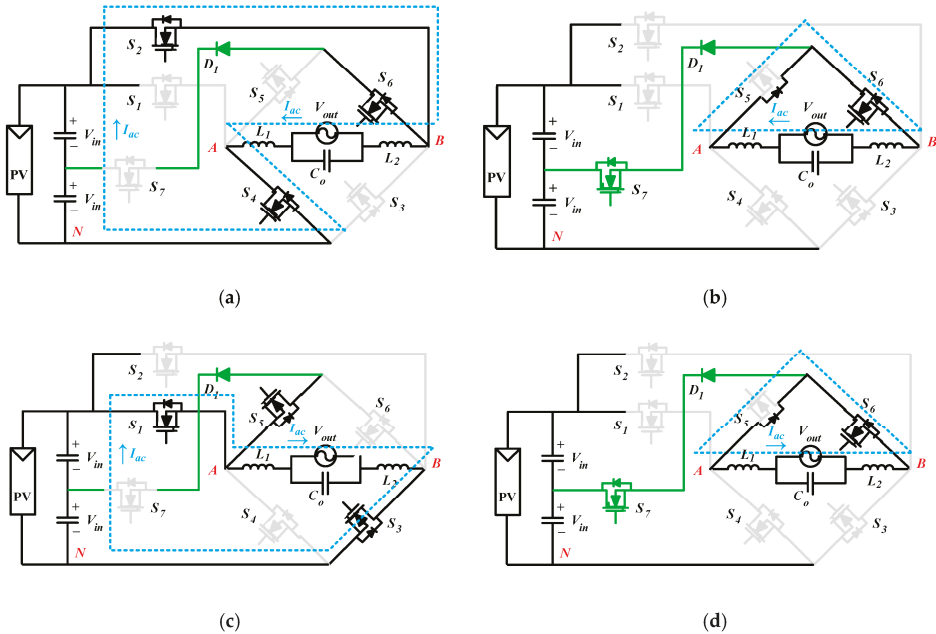 S2
D1
S6
S5
S1
+
Vin
−
Iac
Vout
Iac
L1
A
B
L2
Co
PV
S7
+
Vin
−
S4
S3
N
(a)
S2
D1
S6
S5
S1
+
Vin
−
Vout
Iac
L1
A
B
L2
Co
PV
S7
+
Vin
−
S4
S3
N
(b)
S2
D1
S6
S5
S1
+
Vin
−
Iac
Iac
Vout
L1
A
B
L2
Co
PV
S7
+
Vin
−
S4
S3
N
(c)
S2
D1
S6
S5
S1
+
Vin
−
Iac
Vout
L1
A
B
L2
Co
PV
S7
+
Vin
−
S4
S3
N
(d)